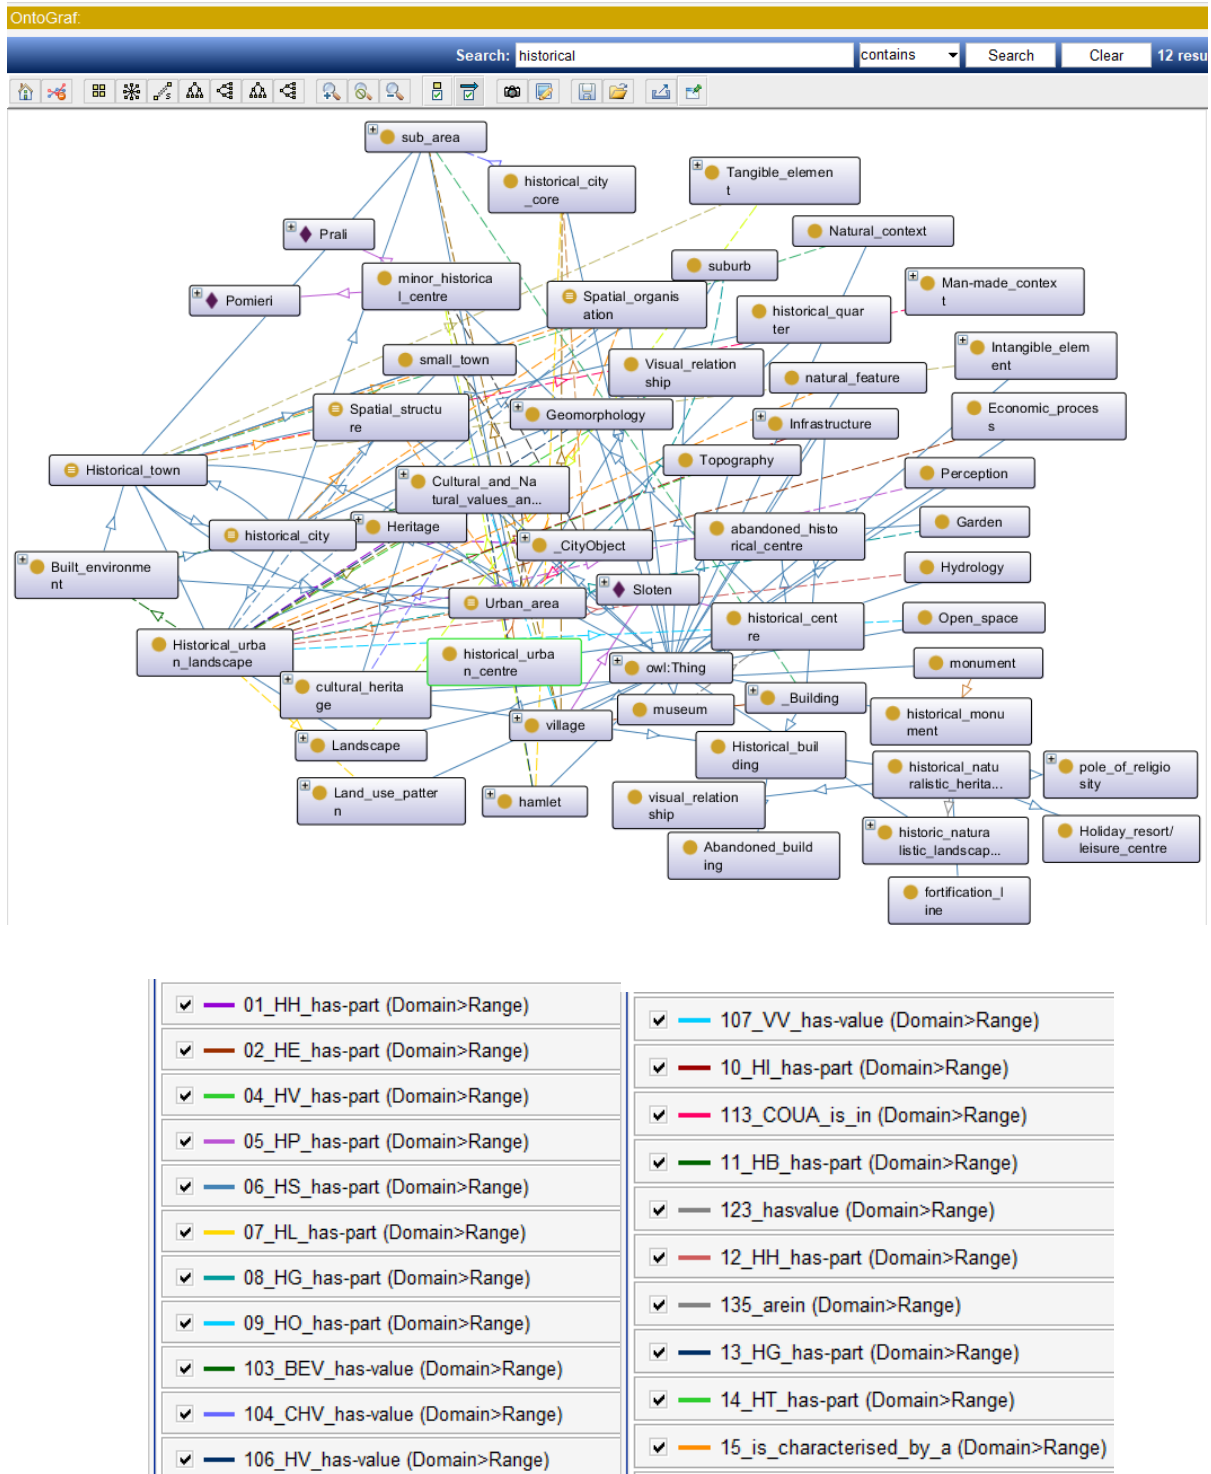 OntoGraf:
Search: historical contains Search Clear 12 resu
sub_area
historical_city
_core
Tangible_elemen
t
Prali
Natural_context
minor_historica
l_centre
suburb
Pomieri
Spatial_organis
ation
Man-made_contex
t
historical_quar
ter
small_town
Visual_relation
ship
Intangible_elem
ent
natural_feature
Spatial_structu
re
Geomorphology
Infrastructure
Economic_proces
s
Historical_town
Cultural_and_Na
tural_values_an...
Topography
Perception
historical_city
Heritage
_CityObject
abandoned_histo
rical_centre
Garden
Built_environme
nt
Sloten
Hydrology
Urban_area
Historical_urba
n_landscape
historical_urba
n_centre
historical_cent
re
Open_space
owl:Thing
monument
cultural_herita
ge
museum
_Building
historical_monu
ment
Landscape
village
Historical_buil
ding
historical_natu
ralistic_herita...
pole_of_religio
sity
Land_use_patter
n
hamlet
visual_relation
ship
Abandoned_build
ing
historic_natura
listic_landscap...
Holiday_resort/
leisure_centre
fortification_l
ine
01_HH_has-part (Domain>Range)
02_HE_has-part (Domain>Range)
04_HV_has-part (Domain>Range)
05_HP_has-part (Domain>Range)
06_HS_has-part (Domain>Range)
07_HL_has-part (Domain>Range)
08_HG_has-part (Domain>Range)
09_HO_has-part (Domain>Range)
103_BEV_has-value (Domain>Range)
104_CHV_has-value (Domain>Range)
106_HV_has-value (Domain>Range)
107_VV_has-value (Domain>Range)
10_HI_has-part (Domain>Range)
113_COUA_is_in (Domain>Range)
11_HB_has-part (Domain>Range)
123_hasvalue (Domain>Range)
12_HH_has-part (Domain>Range)
135_arein (Domain>Range)
13_HG_has-part (Domain>Range)
14_HT_has-part (Domain>Range)
15_is_characterised_by_a (Domain>Range)